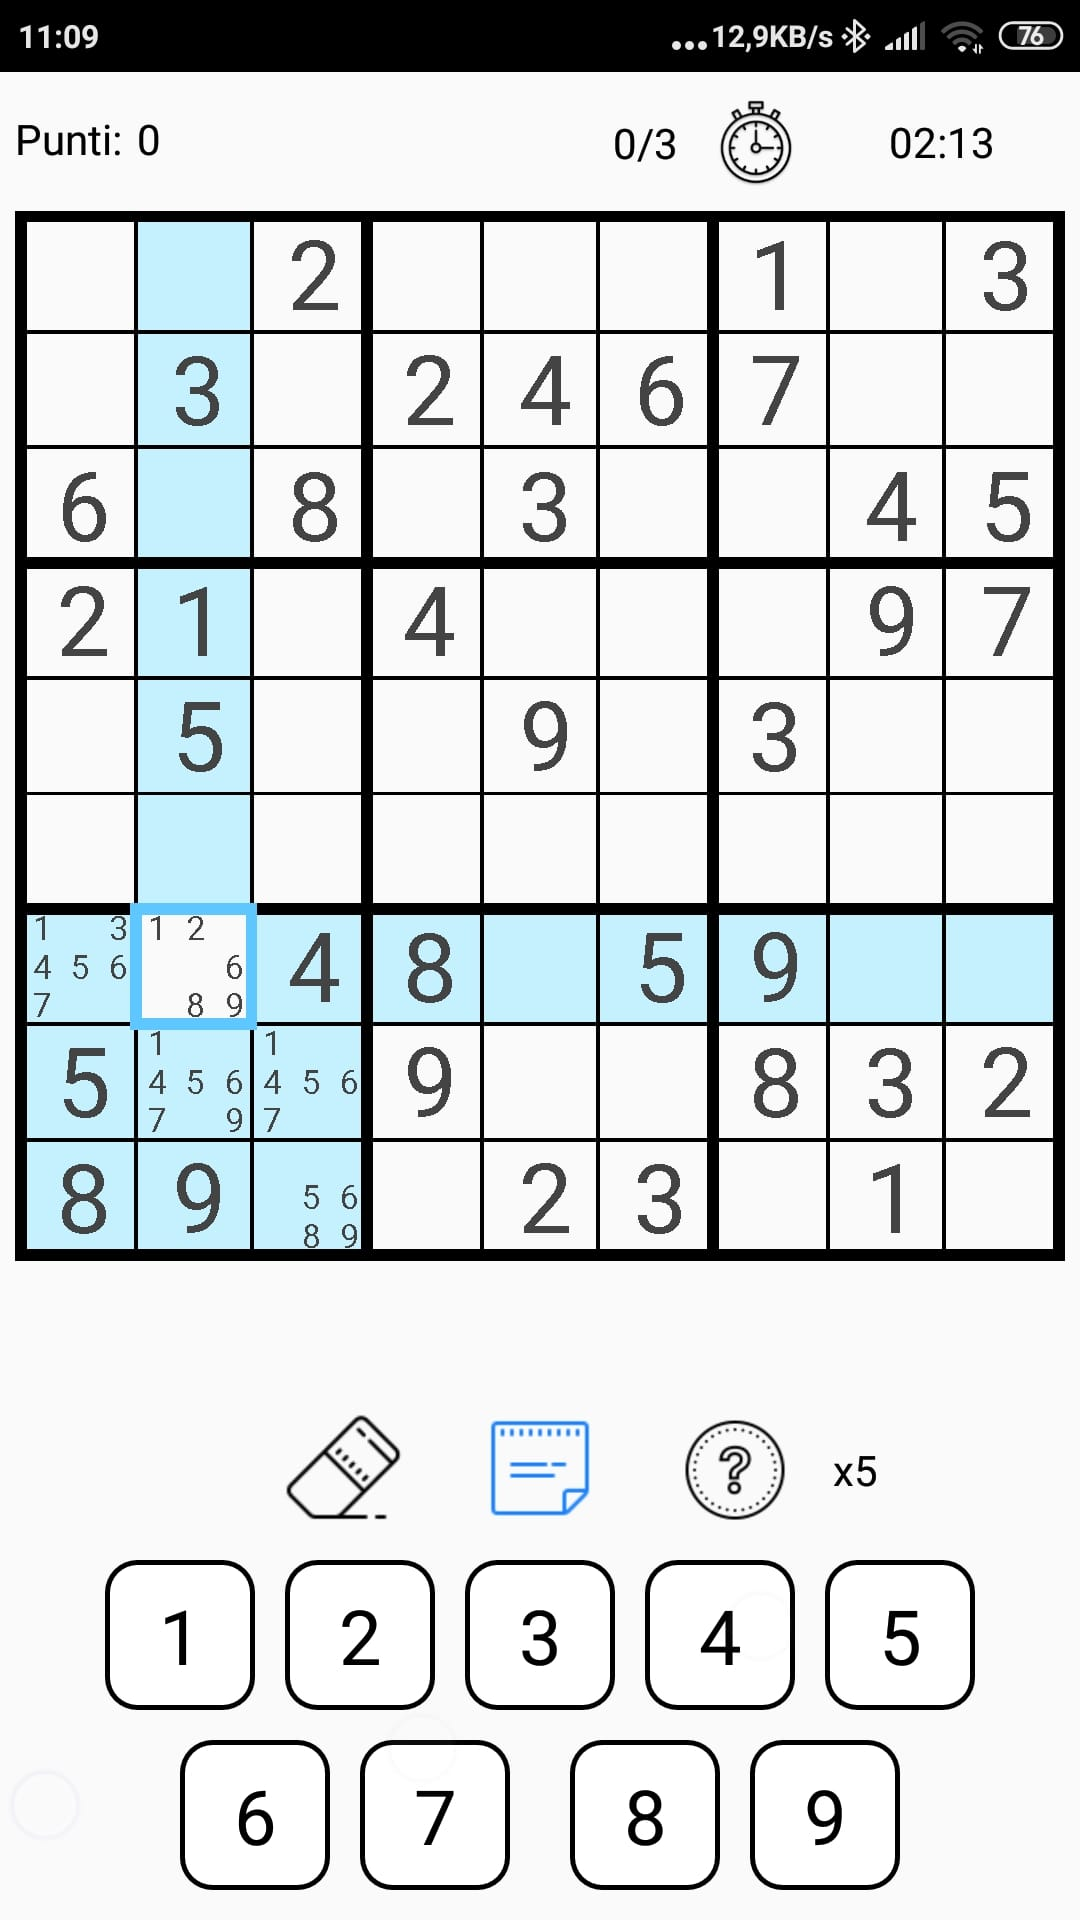 11:09 ...12,9KB/s 76
Punti: 0 0/3 02:13
2 1 3
3 2 4 6 7
6 8 3 4 5
2 1 4 9 7
5 9 3
1 3 1 2
4 5 6 6 4 8 5 9
7 8 9
1 1
5 4 5 6 4 5 6 9 8 3 2
7 9 7
8 9 5 6 2 3 1
8 9
? x5
1 2 3 4 5
6 7 8 9